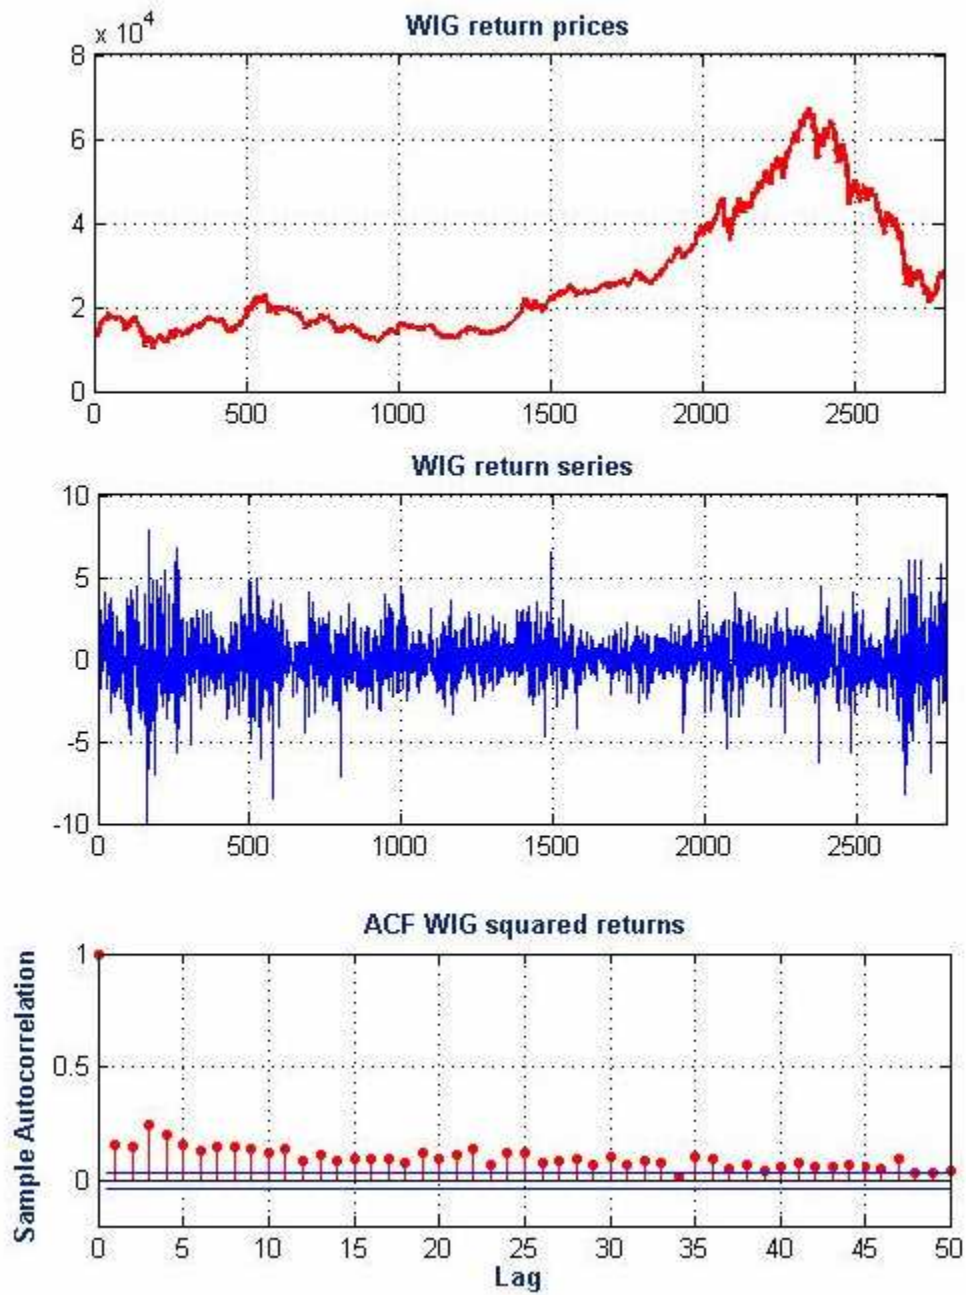 WIG return prices
x 10^4
8
6
4
2
0
0 500 1000 1500 2000 2500
WIG return series
10
5
0
-5
-10
0 500 1000 1500 2000 2500
ACF WIG squared returns
Sample Autocorrelation
1
0.5
0
0 5 10 15 20 25 30 35 40 45 50
Lag